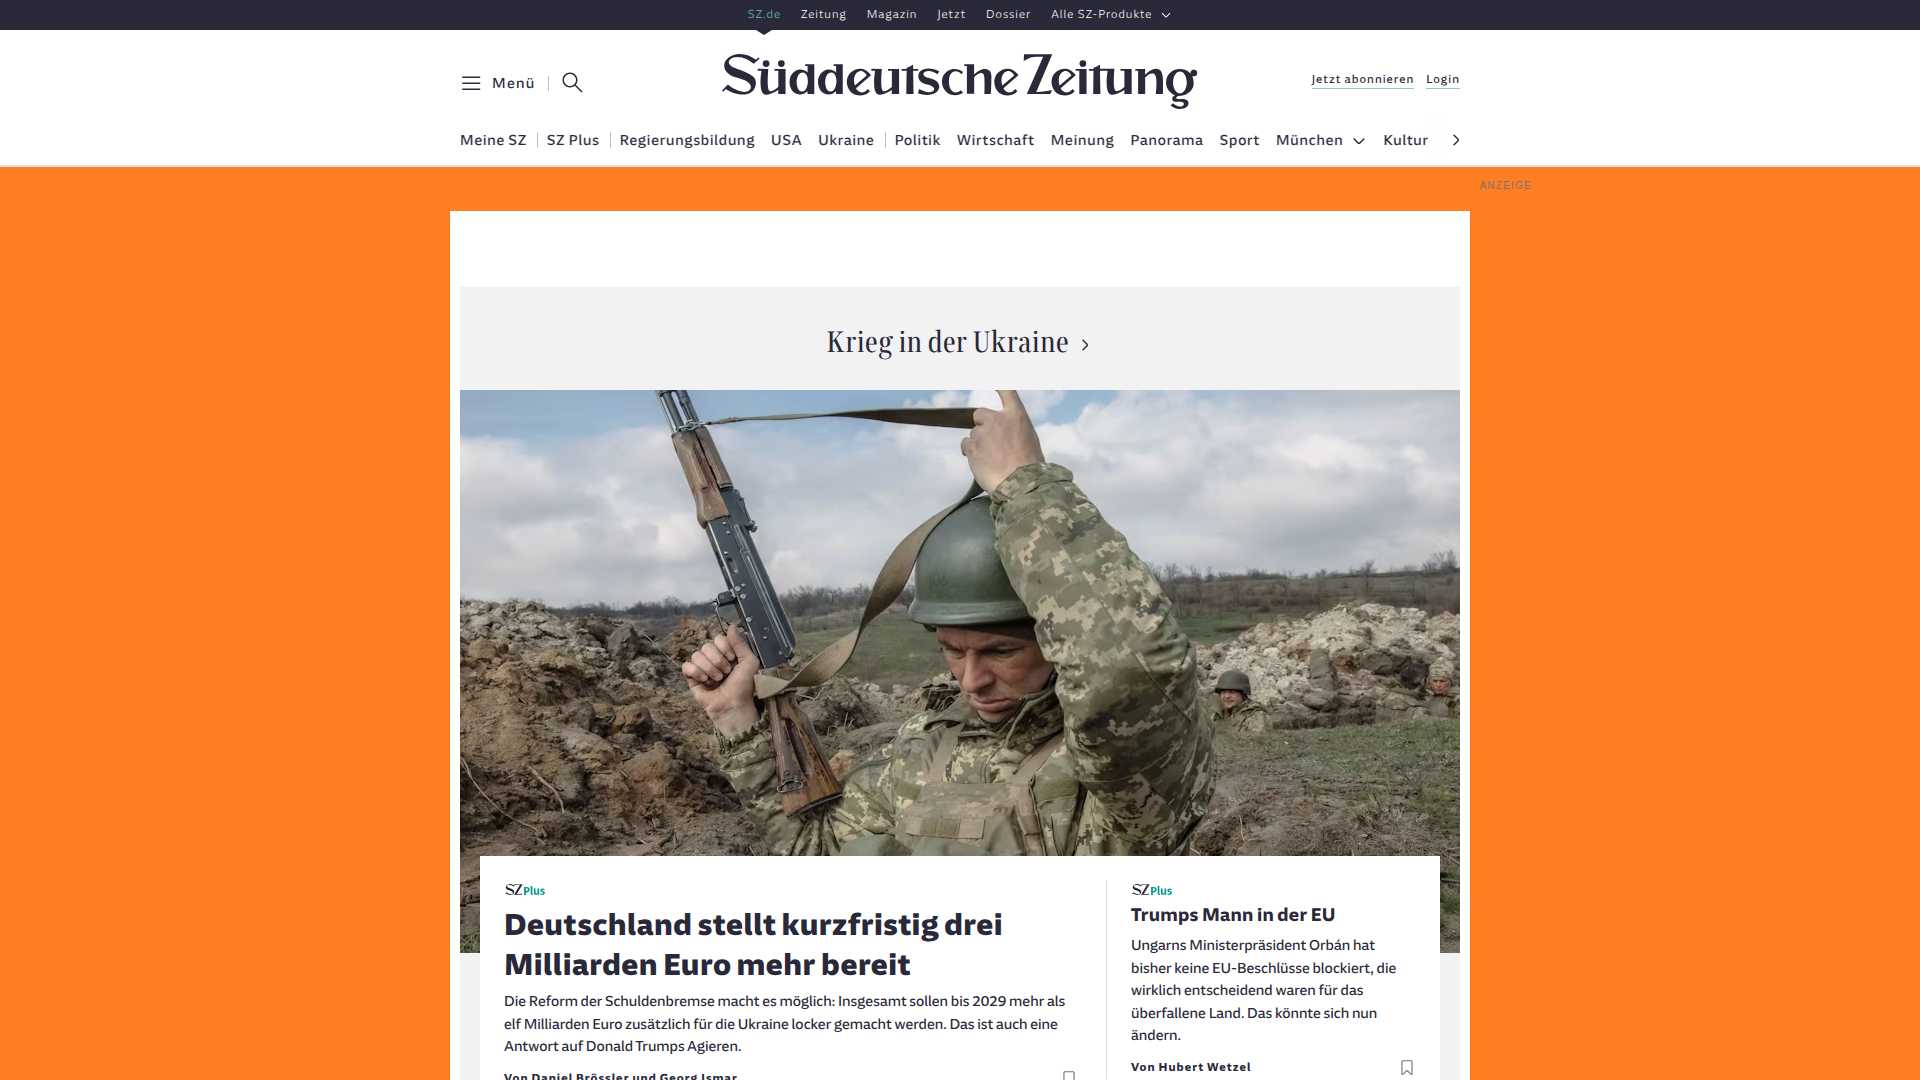 SZ.de Zeitung Magazin Jetzt Dossier Alle SZ-Produkte
Menü
Süddeutsche Zeitung
Jetzt abonnieren Login
Meine SZ SZ Plus Regierungsbildung USA Ukraine Politik Wirtschaft Meinung Panorama Sport München Kultur
ANZEIGE
Krieg in der Ukraine
SZ Plus
Deutschland stellt kurzfristig drei
Milliarden Euro mehr bereit
Die Reform der Schuldenbremse macht es möglich: Insgesamt sollen bis 2029 mehr als
elf Milliarden Euro zusätzlich für die Ukraine locker gemacht werden. Das ist auch eine
Antwort auf Donald Trumps Agieren.
Von Daniel Brössler und Georg Ismar
SZ Plus
Trumps Mann in der EU
Ungarns Ministerpräsident Orbán hat
bisher keine EU-Beschlüsse blockiert, die
wirklich entscheidend waren für das
überfallene Land. Das könnte sich nun
ändern.
Von Hubert Wetzel